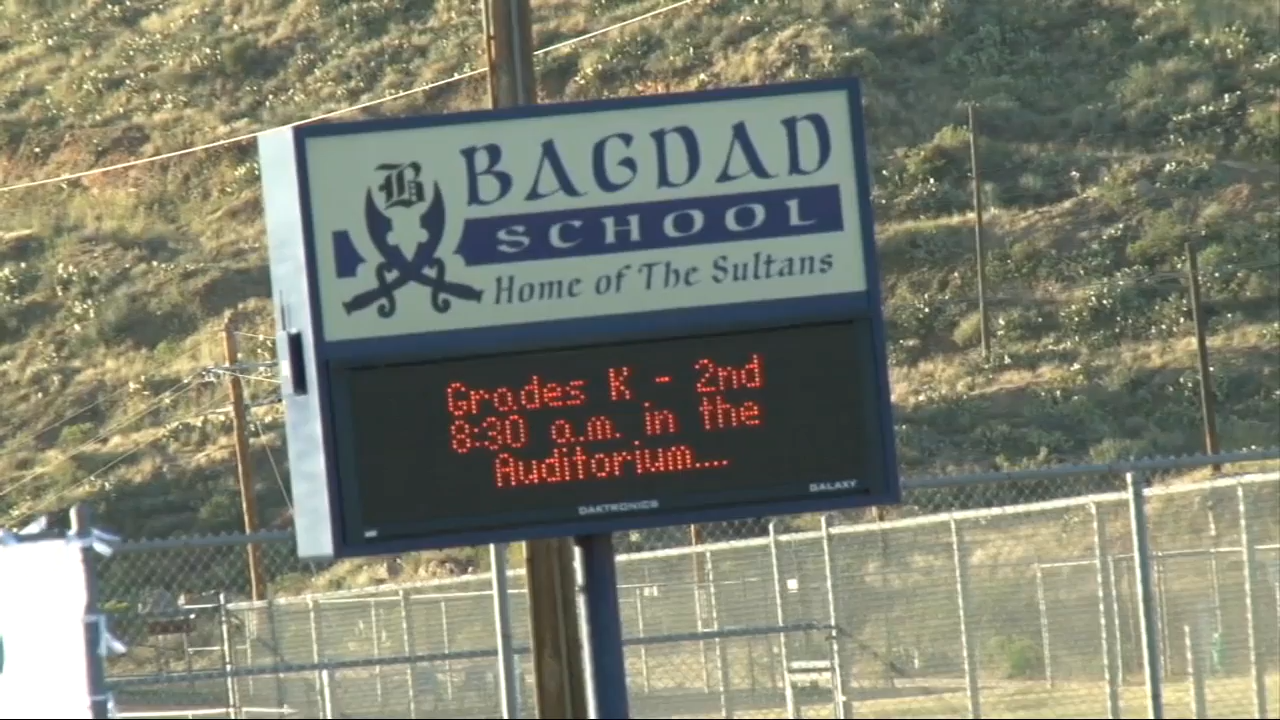 B
BAGDAD
SCHOOL
Home of The Sultans
Grades K - 2nd
8:30 a.m. in the
Auditorium....
DAKTRONICS
GALAXY